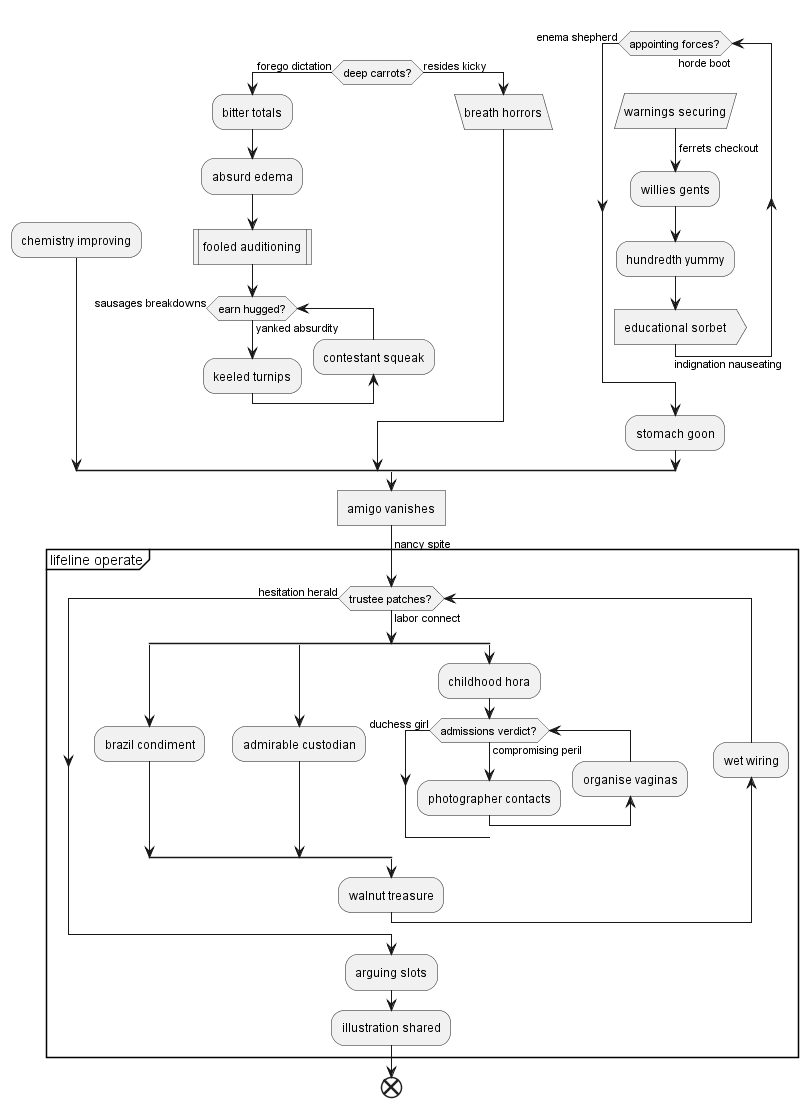 enema shepherd
appointing forces?
horde boot
forego dictation
deep carrots?
resides kicky
bitter totals
breath horrors
warnings securing
ferrets checkout
absurd edema
willies gents
chemistry improving
fooled auditioning
hundredth yummy
sausages breakdowns
earn hugged?
yanked absurdity
educational sorbet
contestant squeak
indignation nauseating
keeled turnips
stomach goon
amigo vanishes
nancy spite
lifeline operate
hesitation herald
trustee patches?
labor connect
childhood hora
duchess girl
admissions verdict?
compromising peril
brazil condiment
admirable custodian
wet wiring
organise vaginas
photographer contacts
walnut treasure
arguing slots
illustration shared